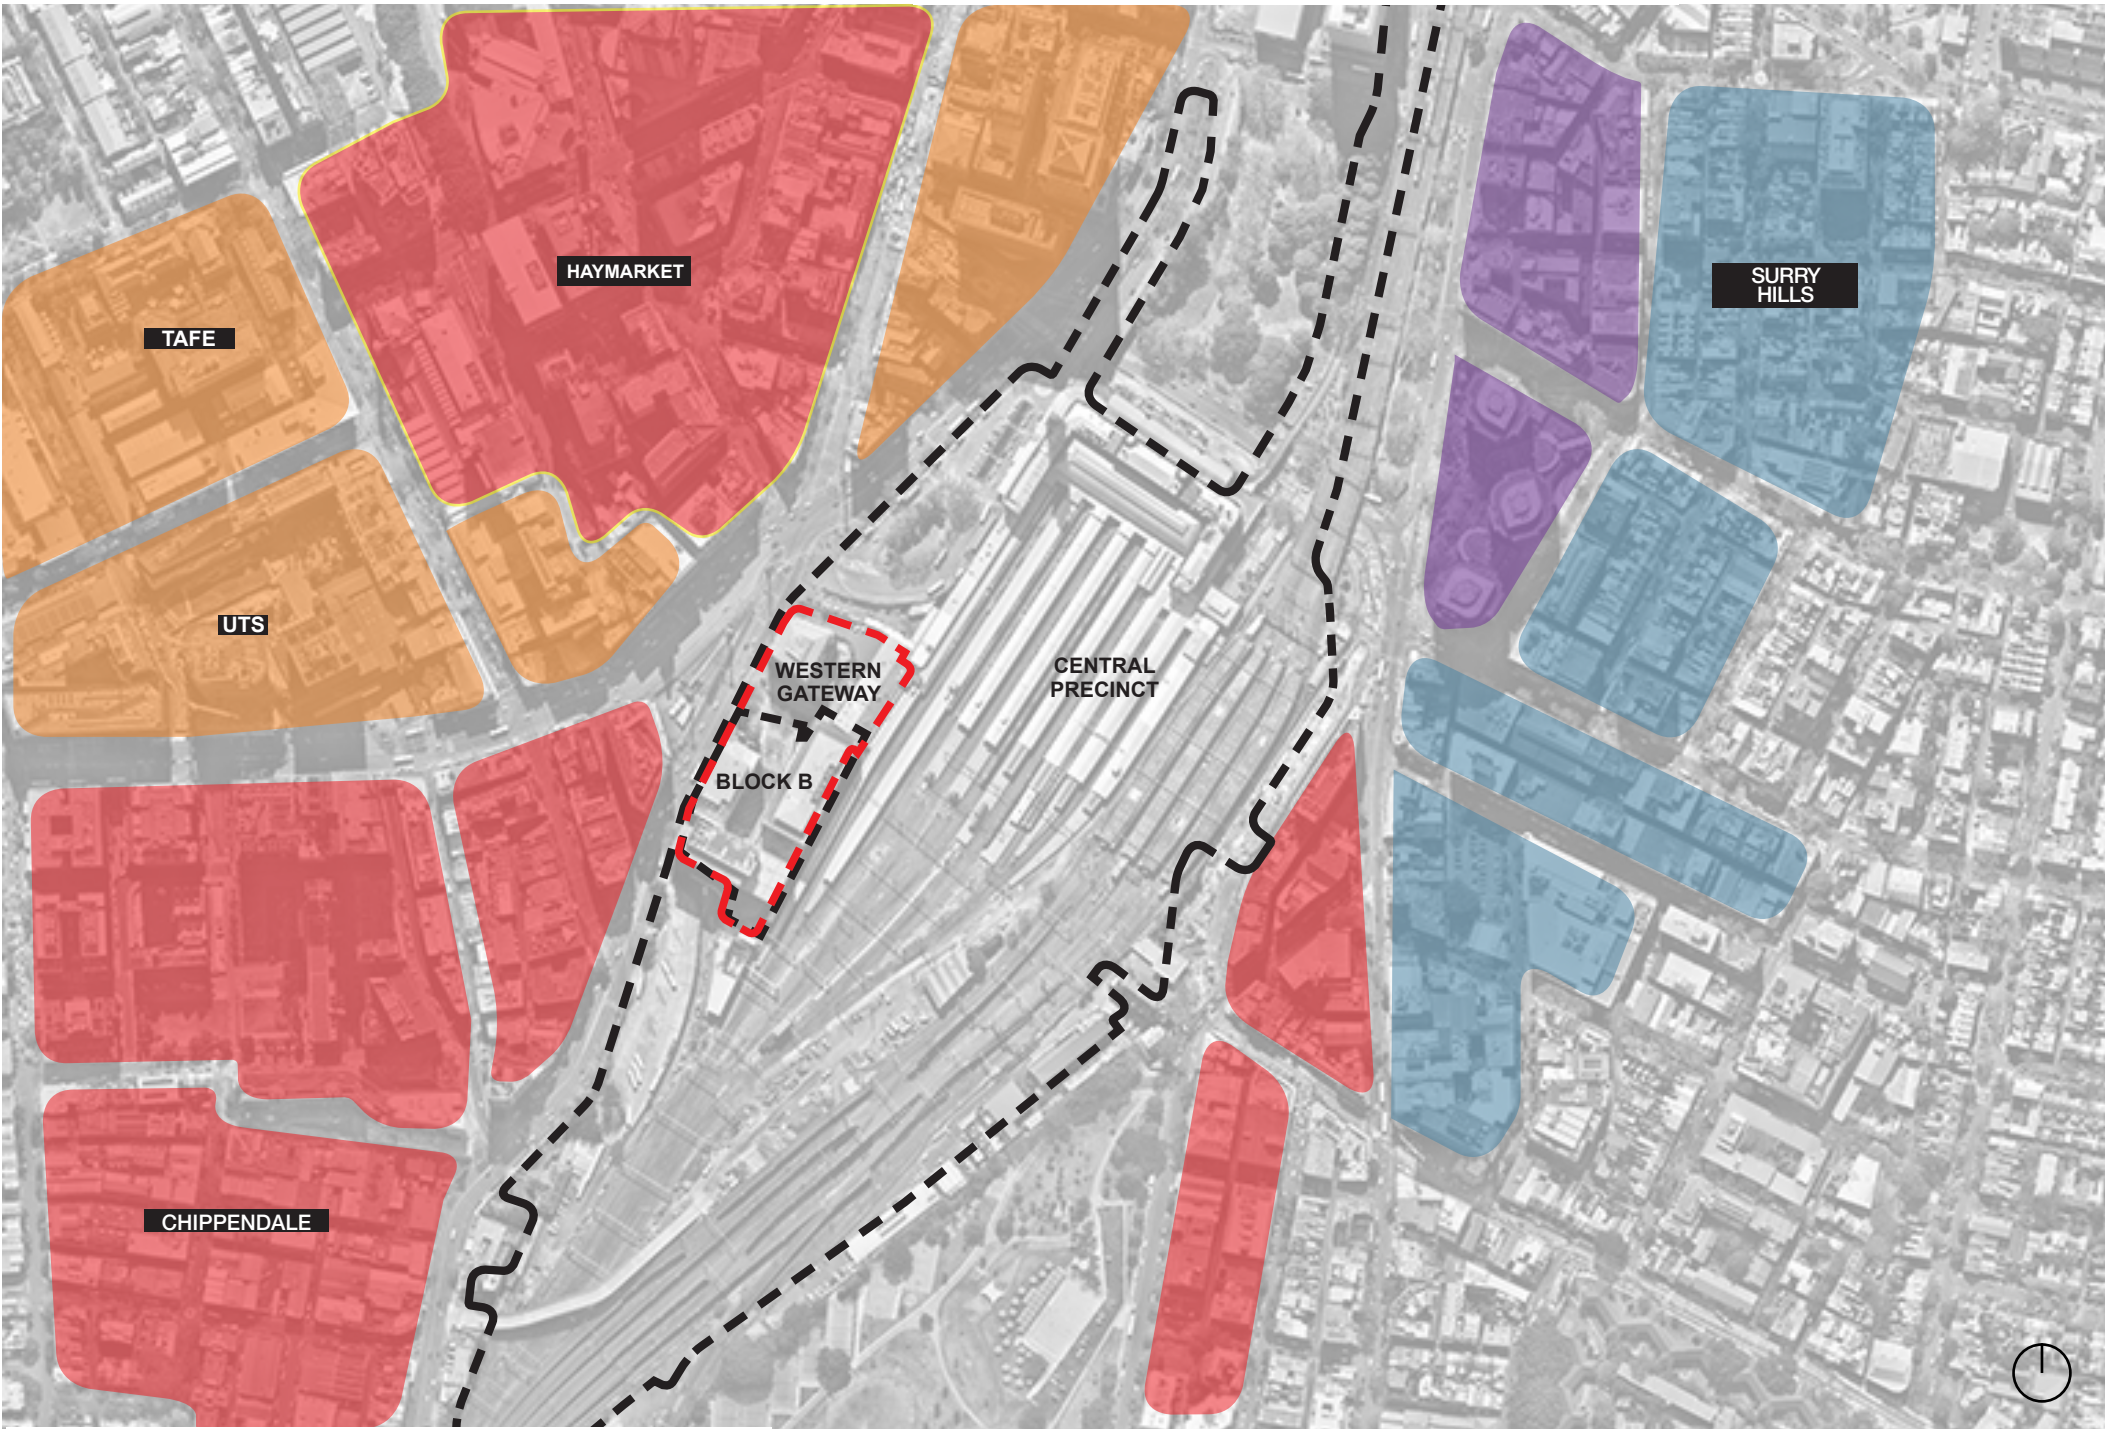 HAYMARKET
SURRY
HILLS
TAFE
UTS
WESTERN
GATEWAY
CENTRAL
PRECINCT
BLOCK B
CHIPPENDALE